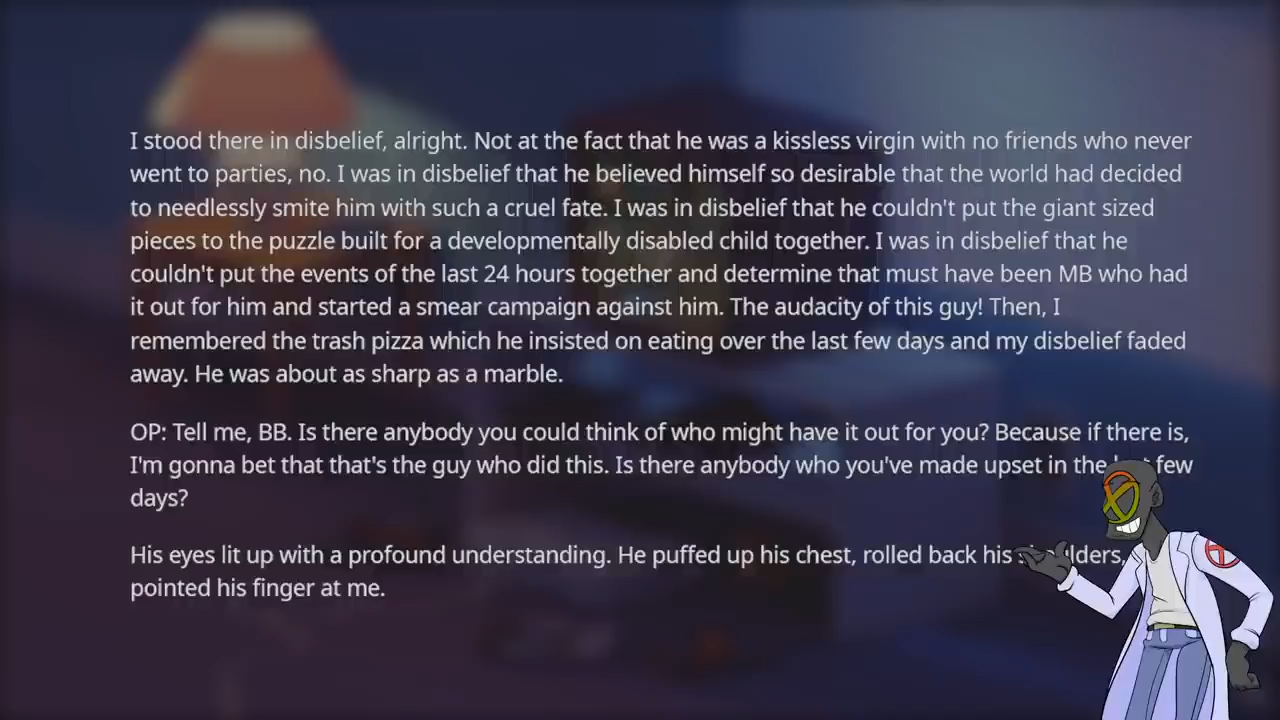 I stood there in disbelief, alright. Not at the fact that he was a kissless virgin with no friends who never
went to parties, no. I was in disbelief that he believed himself so desirable that the world had decided
to needlessly smite him with such a cruel fate. I was in disbelief that he couldn't put the giant sized
pieces to the puzzle built for a developmentally disabled child together. I was in disbelief that he
couldn't put the events of the last 24 hours together and determine that must have been MB who had
it out for him and started a smear campaign against him. The audacity of this guy! Then, I
remembered the trash pizza which he insisted on eating over the last few days and my disbelief faded
away. He was about as sharp as a marble.
OP: Tell me, BB. Is there anybody you could think of who might have it out for you? Because if there is,
I'm gonna bet that that's the guy who did this. Is there anybody who you've made upset in the few
days?
His eyes lit up with a profound understanding. He puffed up his chest, rolled back his
pointed his finger at me.